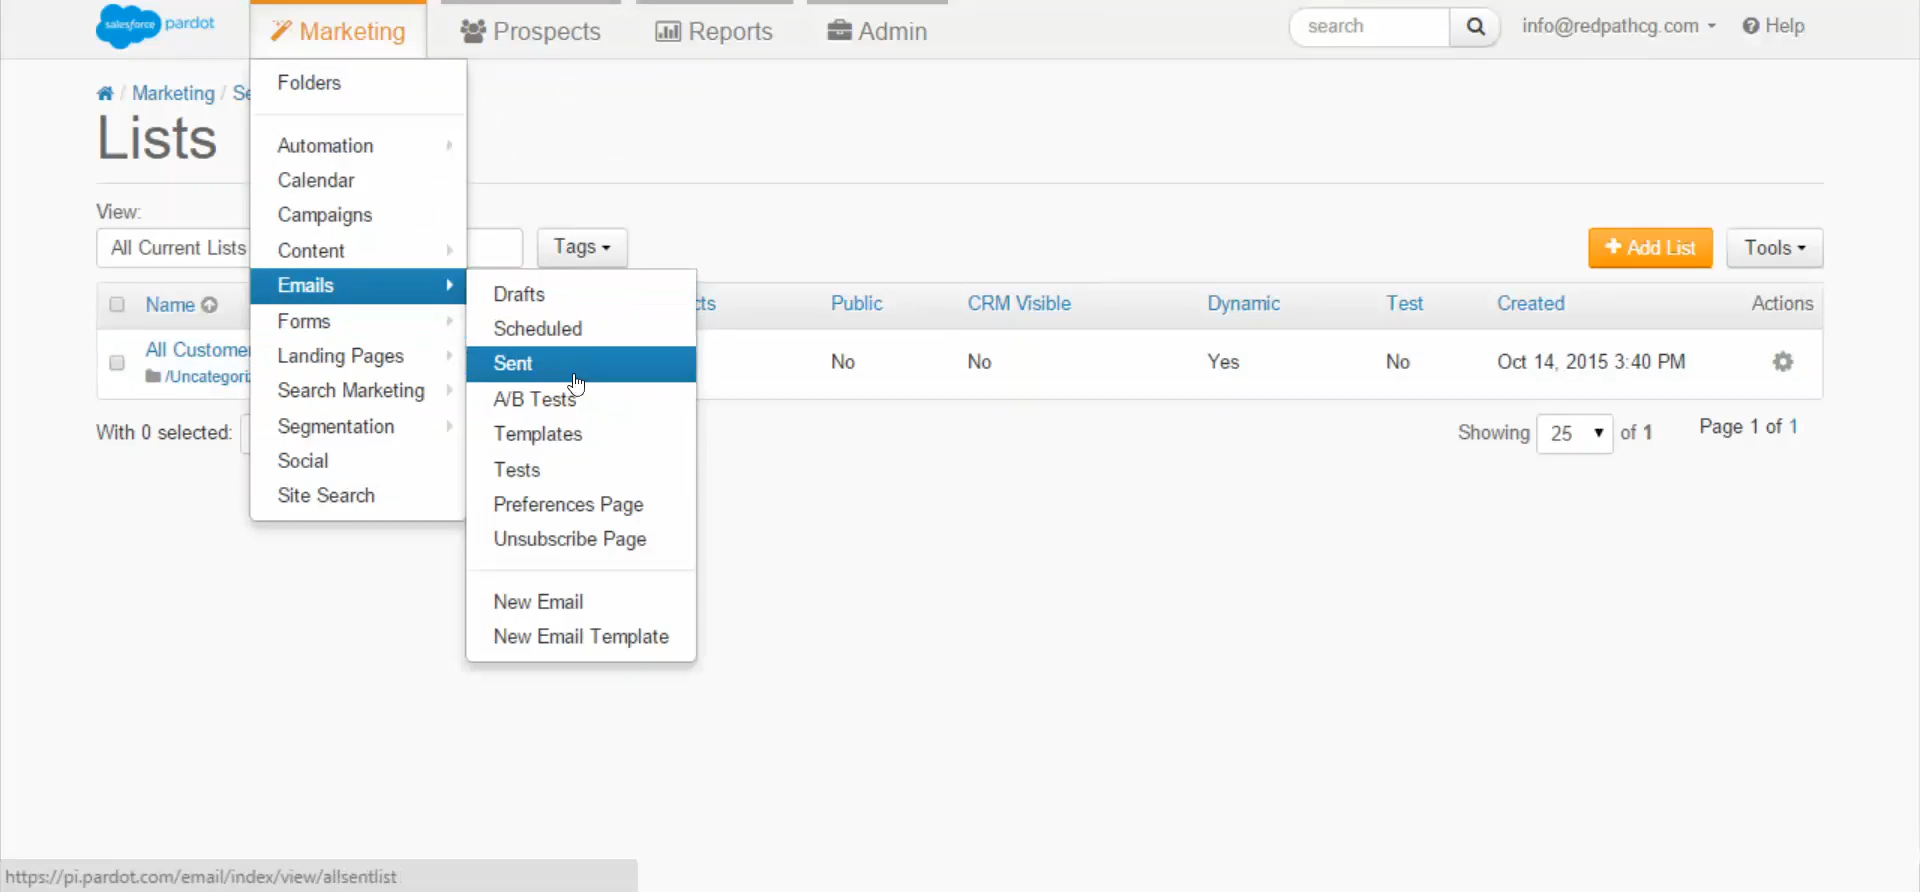 salesforce pardot
Marketing
Prospects
Reports
Admin
search
info@redpathcg.com
Help
/ Marketing / Se
Lists
Folders
Automation
Calendar
Campaigns
Content
Emails
Forms
Landing Pages
Search Marketing
Segmentation
Social
Site Search
Drafts
Scheduled
Sent
A/B Tests
Templates
Tests
Preferences Page
Unsubscribe Page
New Email
New Email Template
View:
All Current Lists
Tags
+ Add List
Tools
Name
cts
Public
CRM Visible
Dynamic
Test
Created
Actions
All Custome
/Uncategori
No
No
Yes
No
Oct 14, 2015 3:40 PM
With 0 selected:
Showing 25 of 1
Page 1 of 1
https://pi.pardot.com/email/index/view/allsentlist